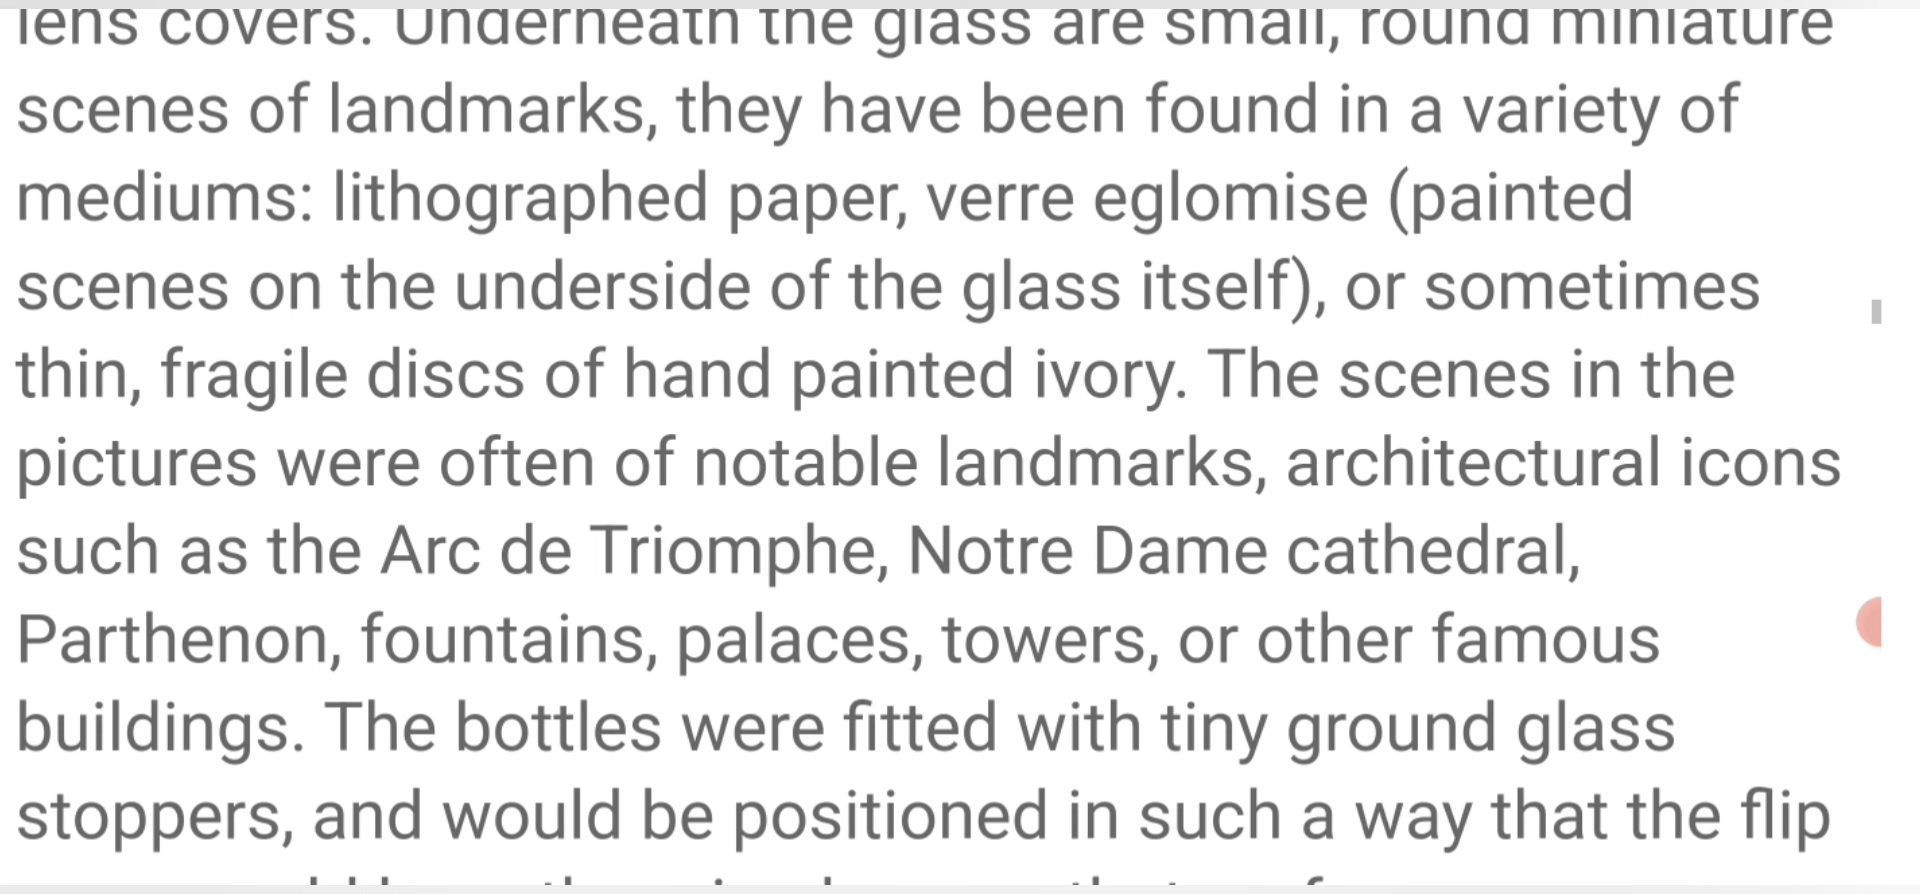 lens covers. Underneath the glass are small, round miniature
scenes of landmarks, they have been found in a variety of
mediums: lithographed paper, verre eglomise (painted
scenes on the underside of the glass itself), or sometimes
thin, fragile discs of hand painted ivory. The scenes in the
pictures were often of notable landmarks, architectural icons
such as the Arc de Triomphe, Notre Dame cathedral,
Parthenon, fountains, palaces, towers, or other famous
buildings. The bottles were fitted with tiny ground glass
stoppers, and would be positioned in such a way that the flip